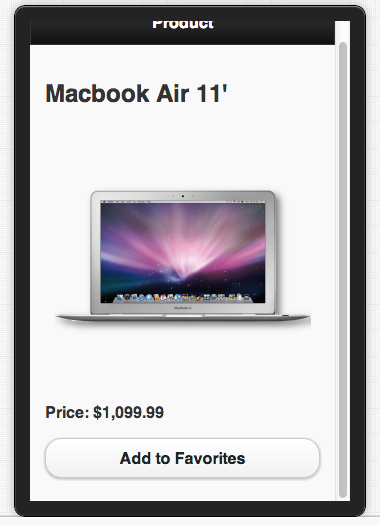 Product
Macbook Air 11'
Price: $1,099.99
Add to Favorites